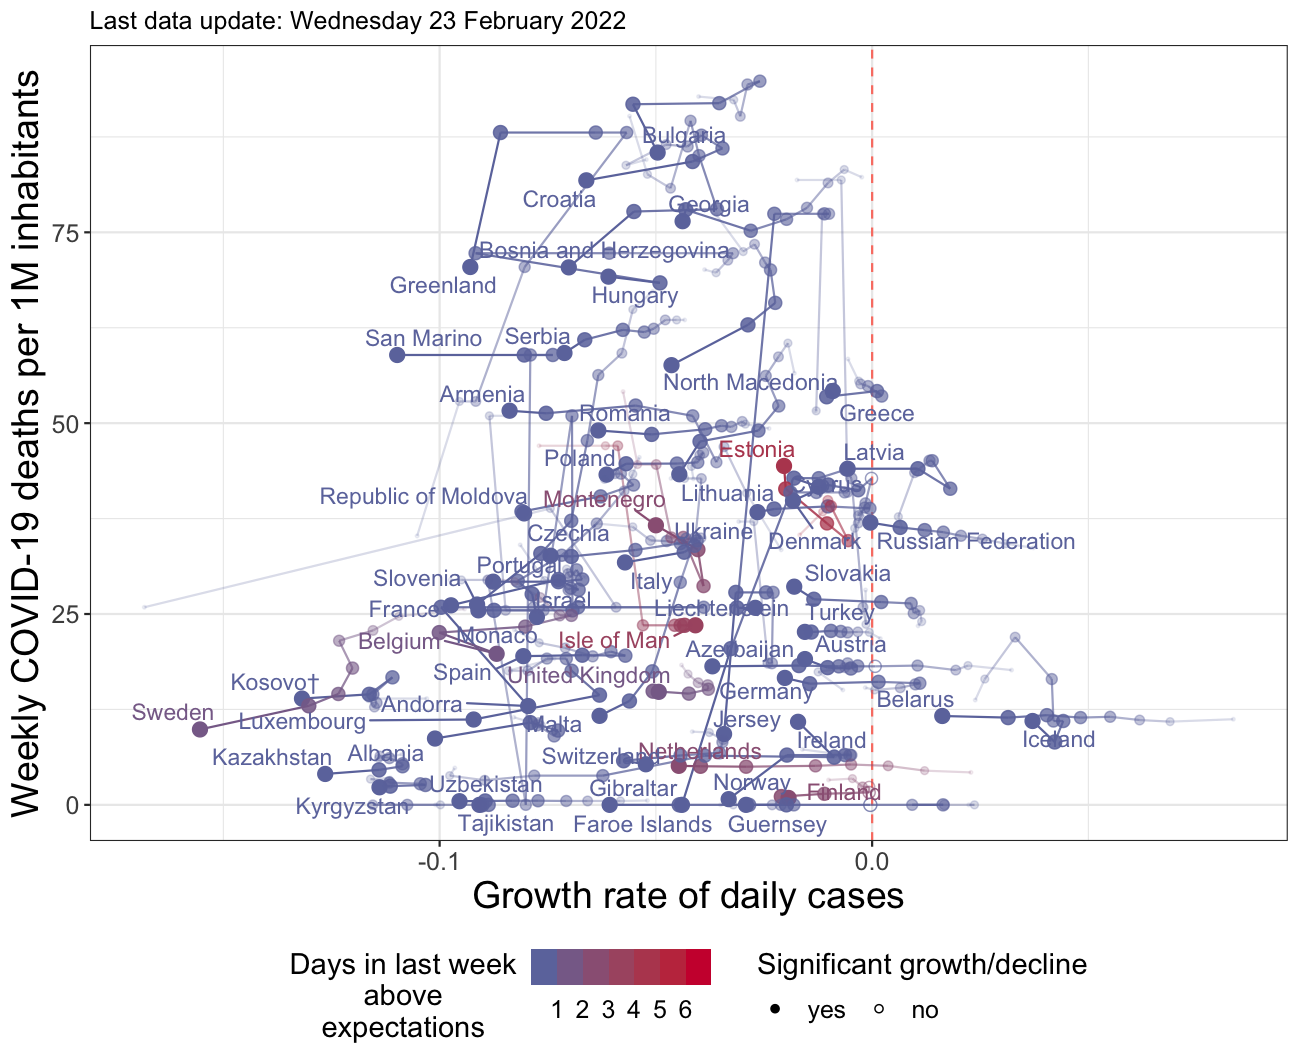 Last data update: Wednesday 23 February 2022
Weekly COVID-19 deaths per 1M inhabitants
75
50
25
0
Bulgaria
Croatia
Georgia
Bosnia and Herzegovina
Greenland
Hungary
San Marino
Serbia
North Macedonia
Armenia
Romania
Greece
Estonia
Latvia
Poland
Republic of Moldova
Montenegro
Lithuania
Cyprus
Czechia
Ukraine
Denmark
Russian Federation
Portugal
Slovenia
Italy
Slovakia
France
Israel
Liechtenstein
Turkey
Belgium
Monaco
Isle of Man
Azerbaijan
Austria
Spain
United Kingdom
Kosovo†
Germany
Andorra
Belarus
Sweden
Luxembourg
Malta
Jersey
Ireland
Iceland
Kazakhstan
Albania
Switzerland
Netherlands
Uzbekistan
Gibraltar
Norway
Finland
Kyrgyzstan
Tajikistan
Faroe Islands
Guernsey
-0.1
0.0
Growth rate of daily cases
Days in last week
above
expectations
1 2 3 4 5 6
Significant growth/decline
yes
no